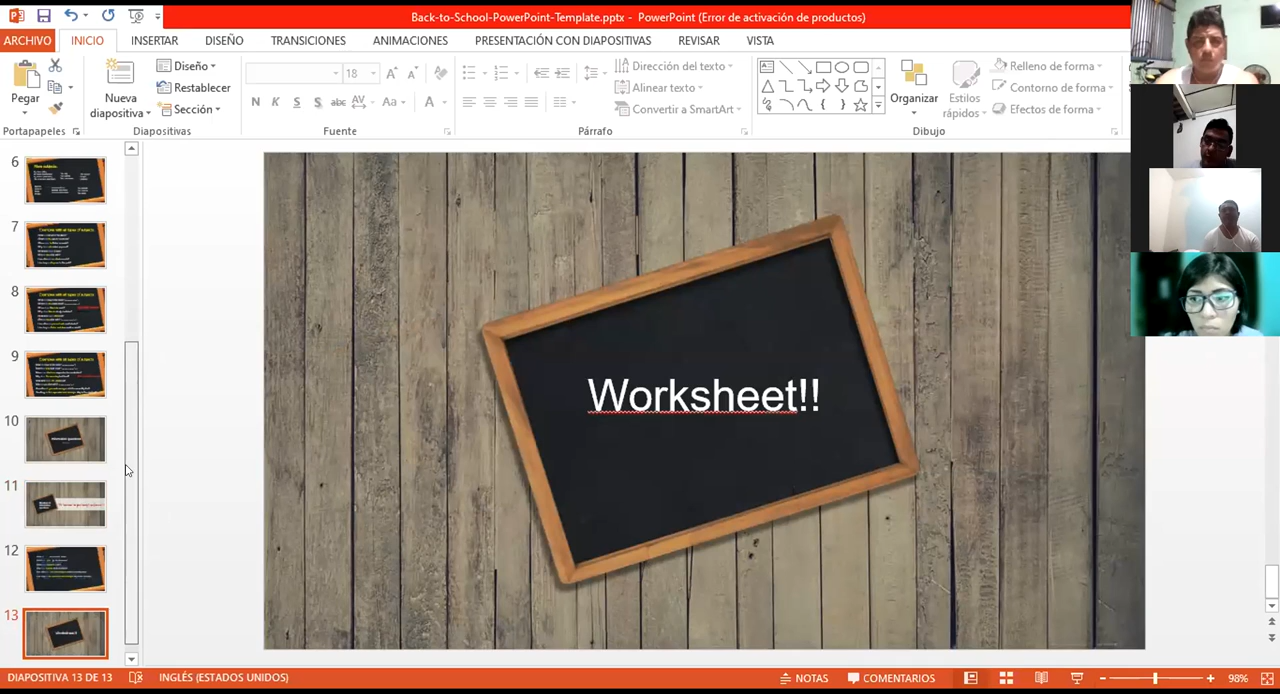 Back-to-School-PowerPoint-Template.pptx - PowerPoint (Error de activación de productos)
ARCHIVO INICIO INSERTAR DISEÑO TRANSICIONES ANIMACIONES PRESENTACIÓN CON DIAPOSITIVAS REVISAR VISTA
Pegar
Nueva diapositiva
Diseño
Restablecer
Sección
18
N K S S abc AV Aa A
Dirección del texto
Alinear texto
Convertir a SmartArt
Organizar
Estilos rápidos
Relleno de forma
Contorno de forma
Efectos de forma
Portapapeles Diapositivas Fuente Párrafo Dibujo
6
7
8
9
10
11
12
13
Worksheet!!
DIAPOSITIVA 13 DE 13 INGLÉS (ESTADOS UNIDOS) NOTAS COMENTARIOS 98%